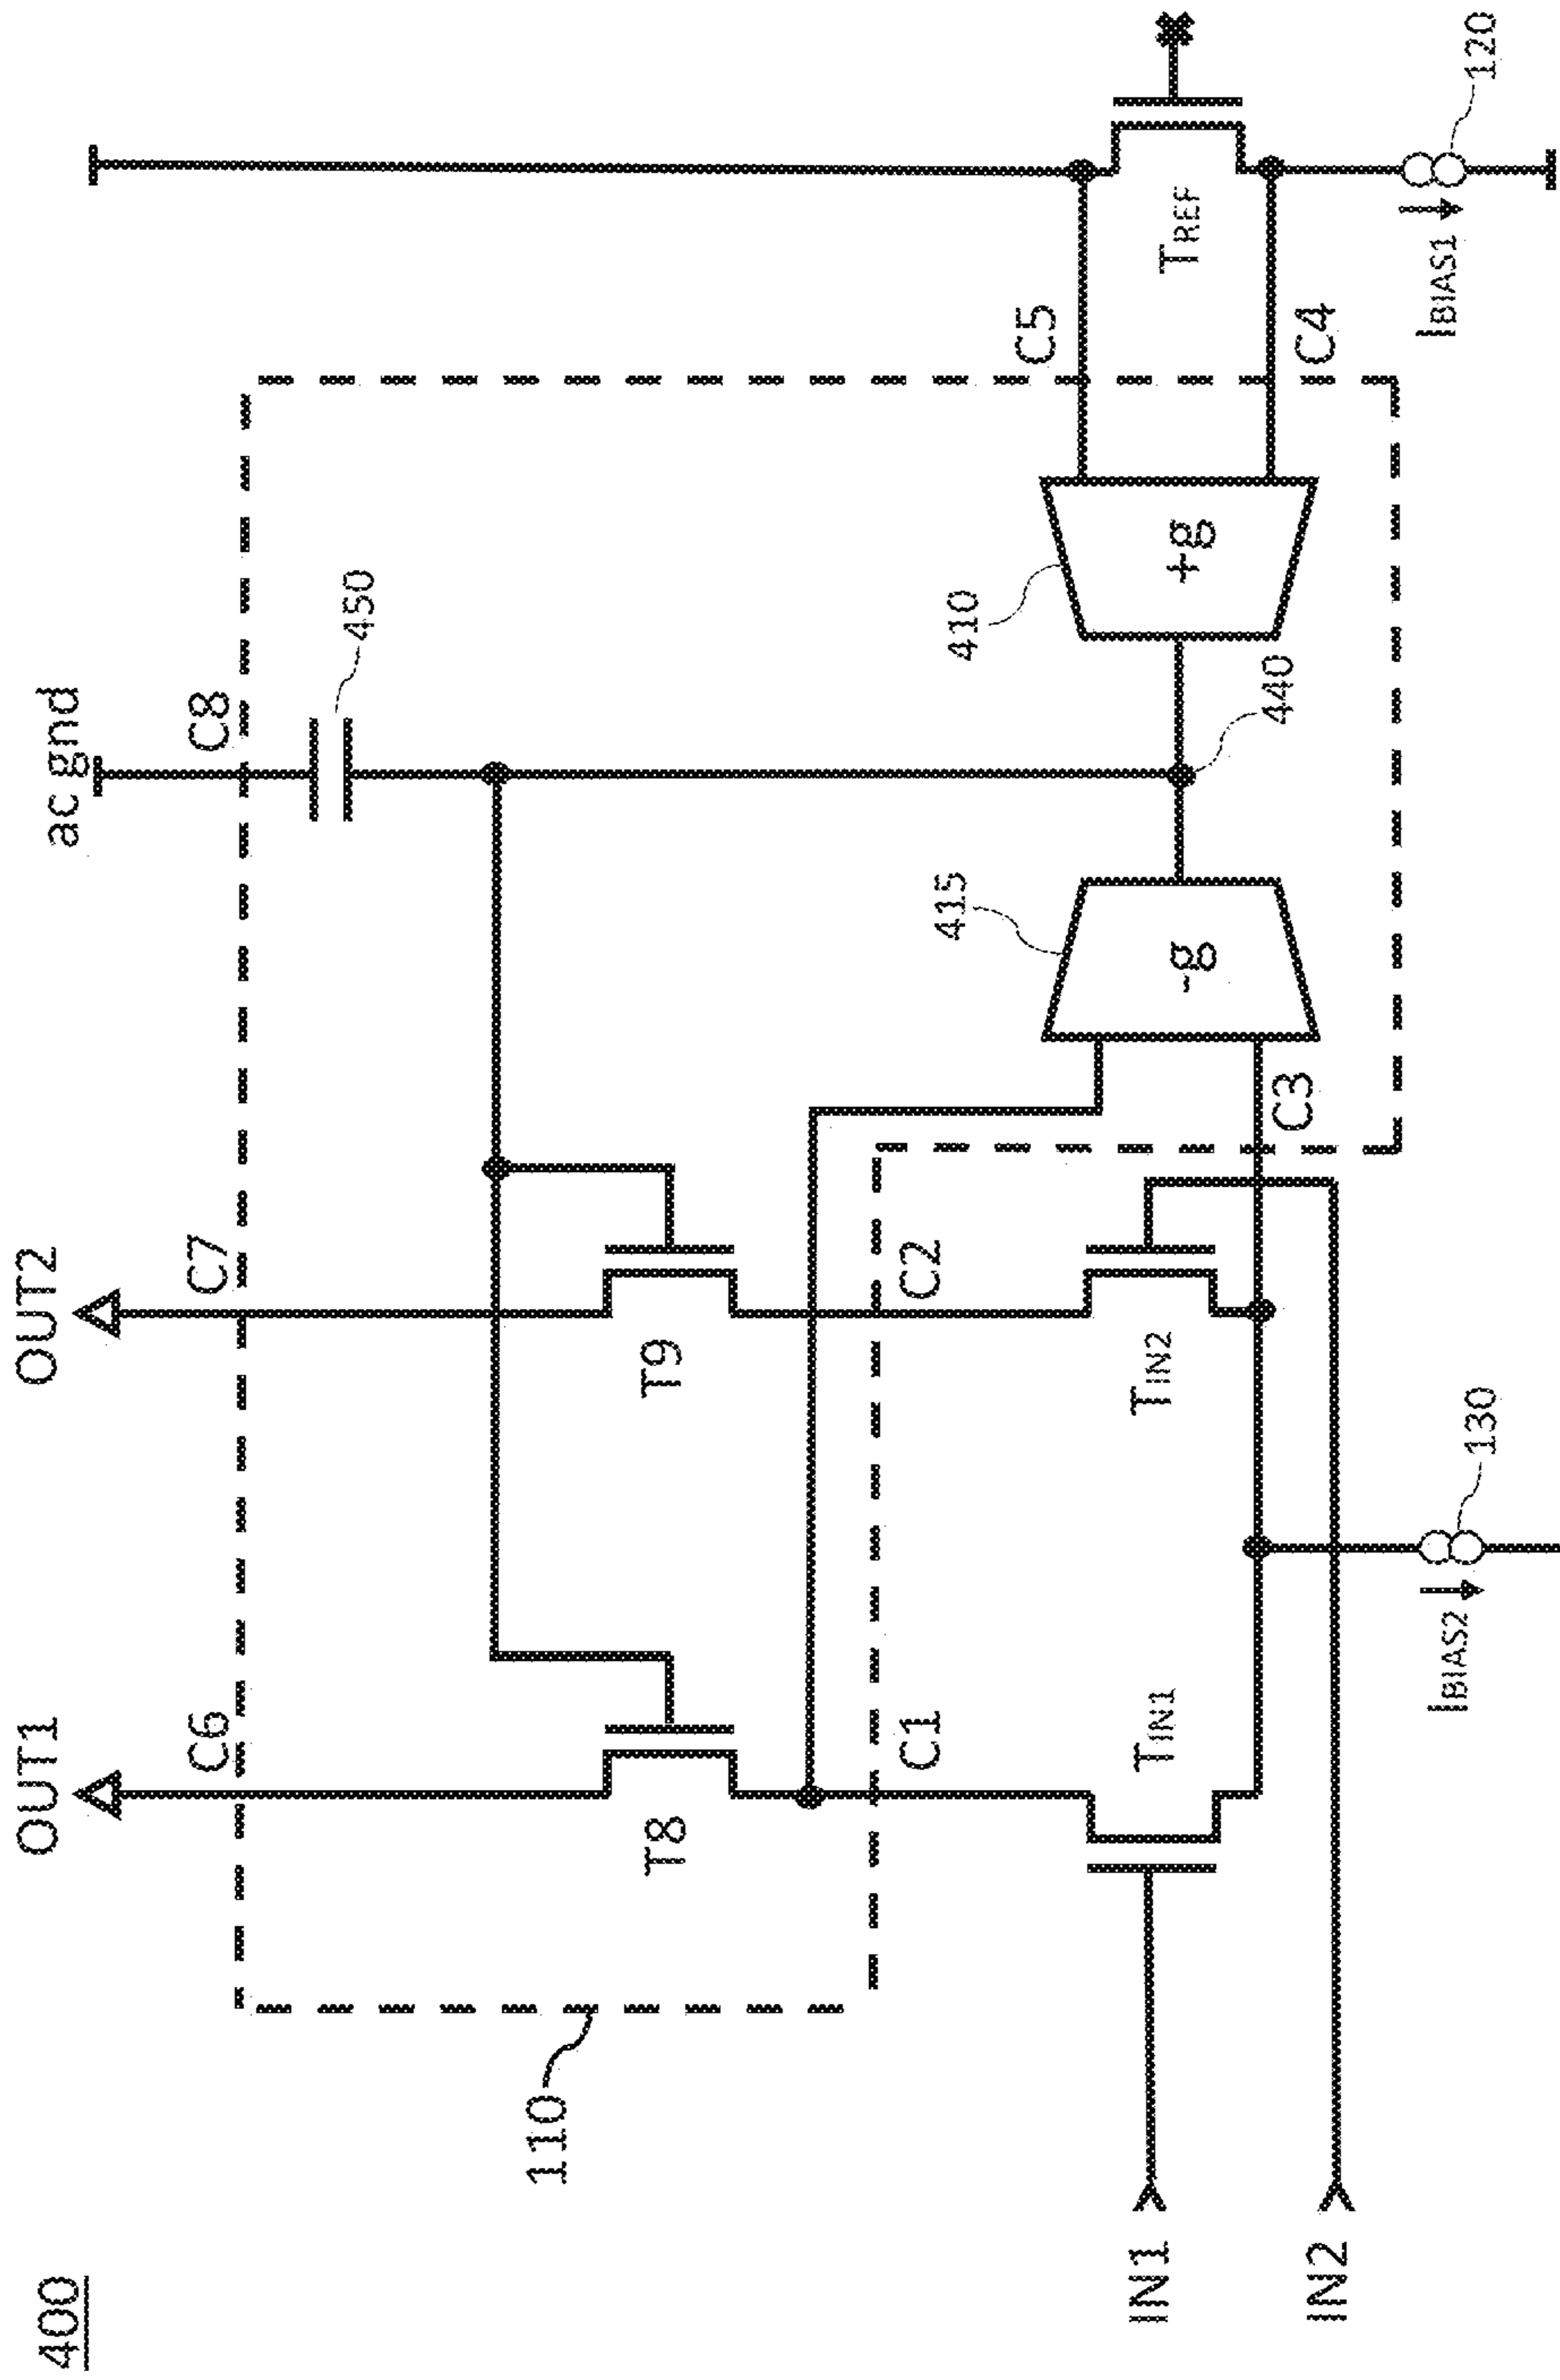 400
OUT1
OUT2
ac gnd
C6
C7
C8
450
110
T8
T9
C1
C2
415
410
C5
-g
+g
440
C3
C4
TIN1
TIN2
TREF
IN1
IN2
IBIAS2
130
IBIAS1
120